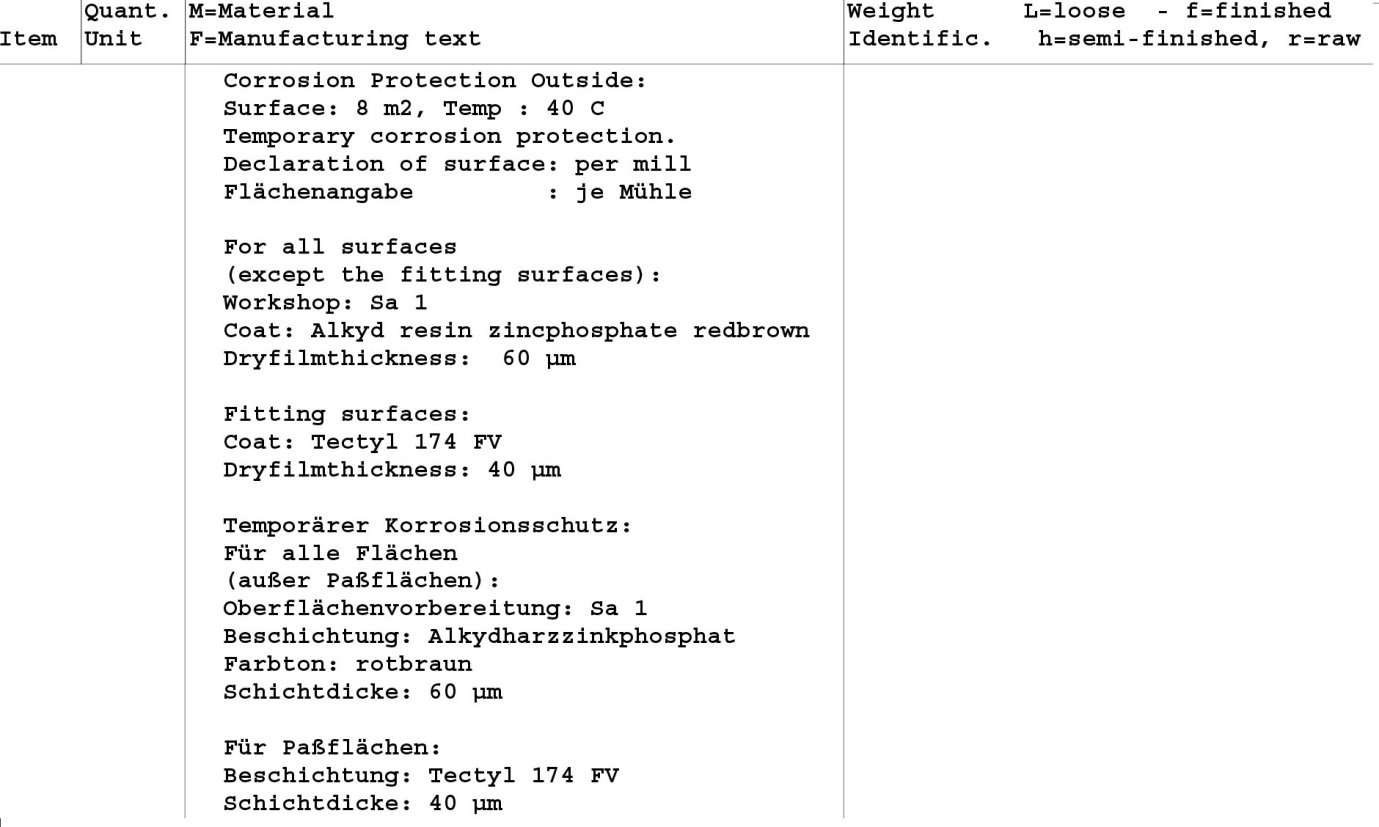 Quant. M=Material Weight L=loose - f=finished
Item Unit F=Manufacturing text Identific. h=semi-finished, r=raw
Corrosion Protection Outside:
Surface: 8 m2, Temp : 40 C
Temporary corrosion protection.
Declaration of surface: per mill
Flächenangabe : je Mühle
For all surfaces
(except the fitting surfaces):
Workshop: Sa 1
Coat: Alkyd resin zincphosphate redbrown
Dryfilmthickness: 60 µm
Fitting surfaces:
Coat: Tectyl 174 FV
Dryfilmthickness: 40 µm
Temporärer Korrosionsschutz:
Für alle Flächen
(außer Paßflächen):
Oberflächenvorbereitung: Sa 1
Beschichtung: Alkydharzzinkphosphat
Farbton: rotbraun
Schichtdicke: 60 µm
Für Paßflächen:
Beschichtung: Tectyl 174 FV
Schichtdicke: 40 µm